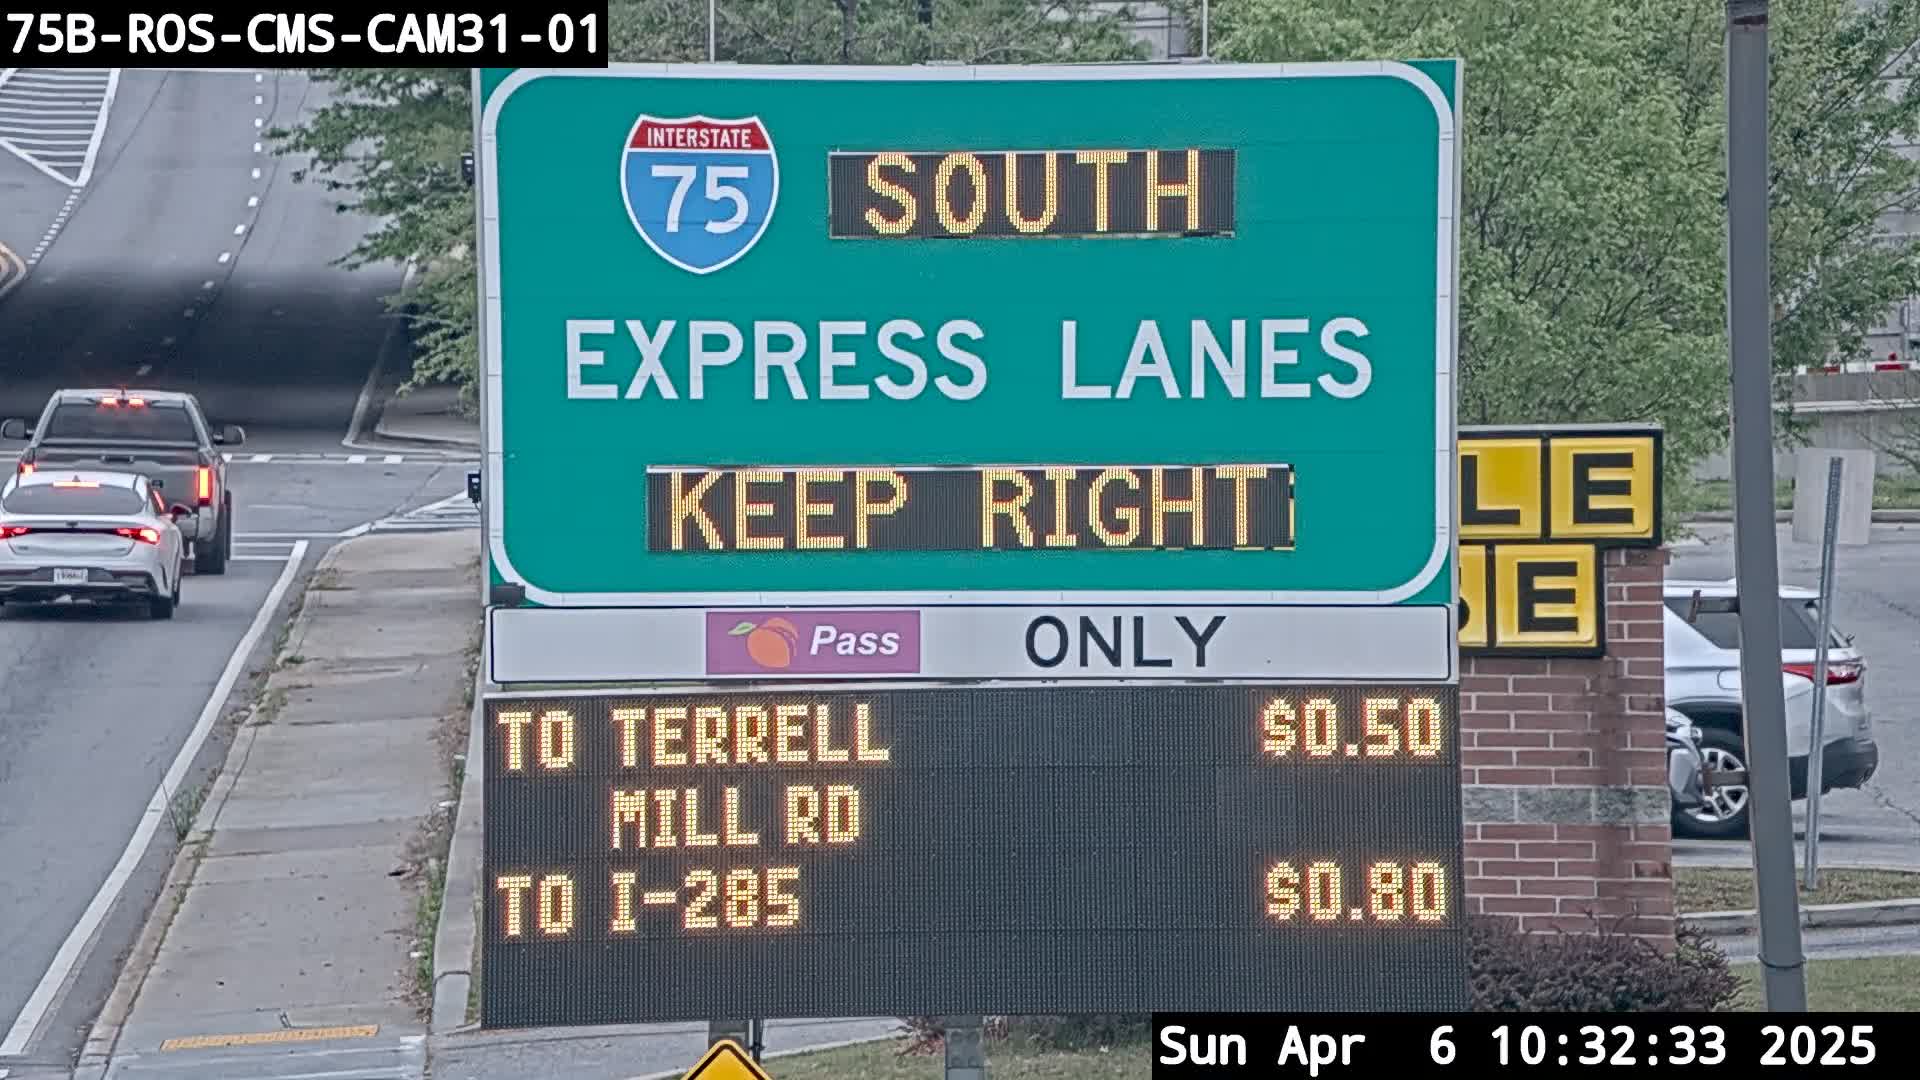 75B-ROS-CMS-CAM31-01
INTERSTATE
75
SOUTH
EXPRESS LANES
KEEP RIGHT
Pass ONLY
TO TERRELL $0.50
MILL RD
TO I-285 $0.80
LE
E
Sun Apr 6 10:32:33 2025